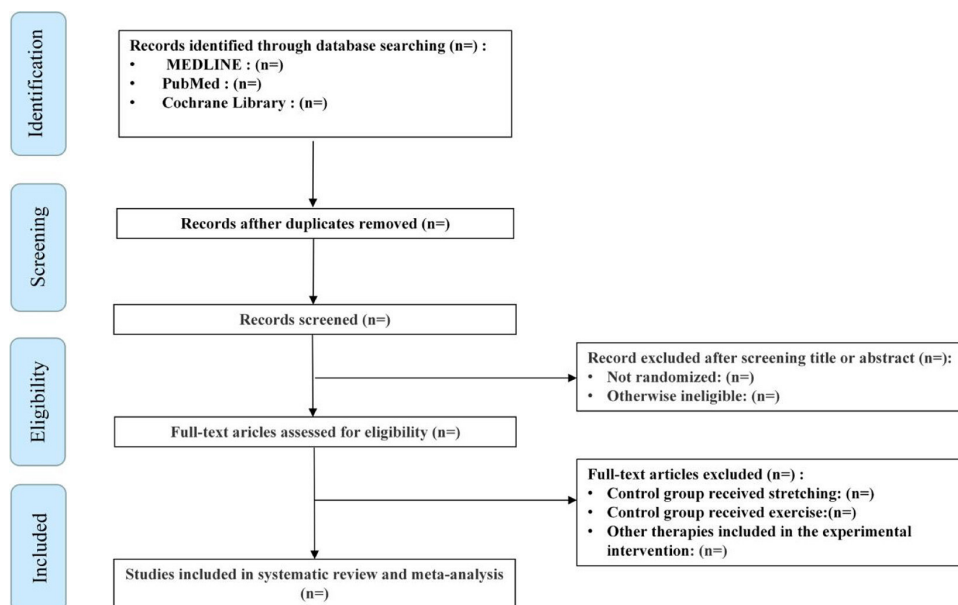 Identification
Records identified through database searching (n=) :
• MEDLINE : (n=)
• PubMed : (n=)
• Cochrane Library : (n=)
Screening
Records afther duplicates removed (n=)
Records screened (n=)
Eligibility
Record excluded after screening title or abstract (n=):
• Not randomized: (n=)
• Otherwise ineligible: (n=)
Full-text aricles assessed for eligibility (n=)
Included
Full-text articles excluded (n=) :
• Control group received stretching: (n=)
• Control group received exercise:(n=)
• Other therapies included in the experimental
intervention: (n=)
Studies included in systematic review and meta-analysis
(n=)